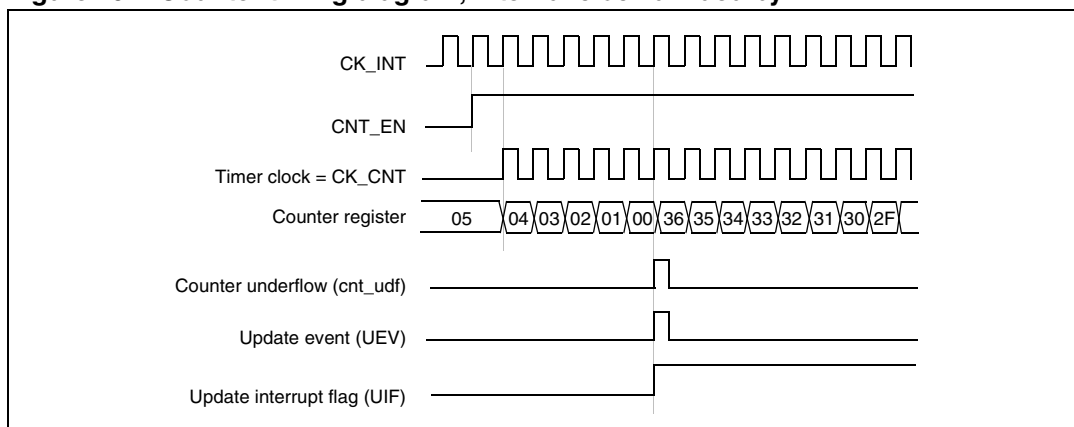 CK_INT
CNT_EN
Timer clock = CK_CNT
Counter register 05 04 03 02 01 00 36 35 34 33 32 31 30 2F
Counter underflow (cnt_udf)
Update event (UEV)
Update interrupt flag (UIF)